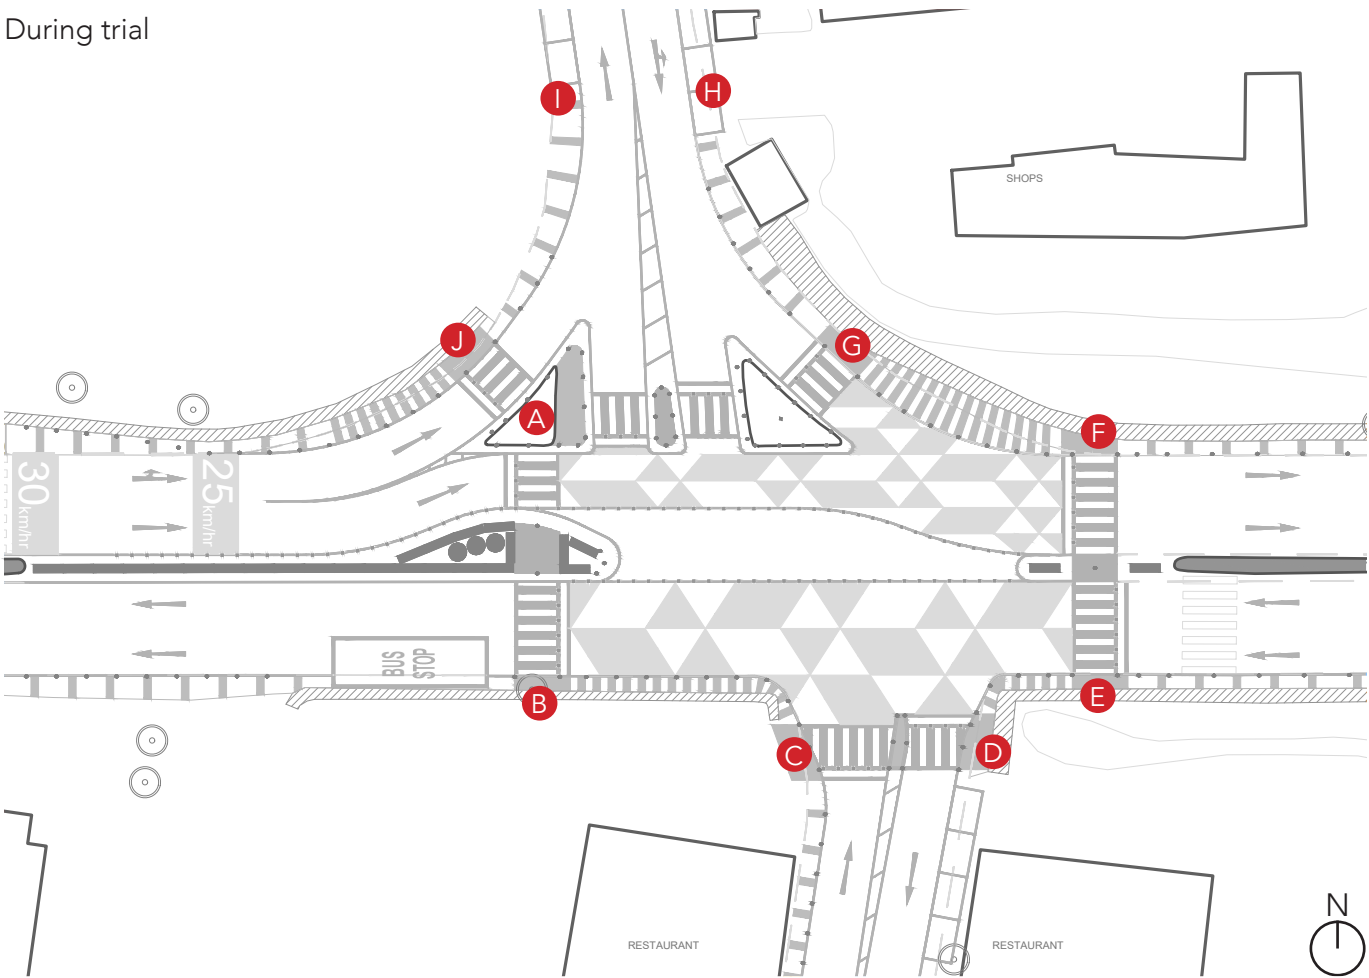 During trial
I
H
SHOPS
J
G
A
F
30 km/hr
25 km/hr
BUS
STOP
B
E
C
D
N
RESTAURANT
RESTAURANT